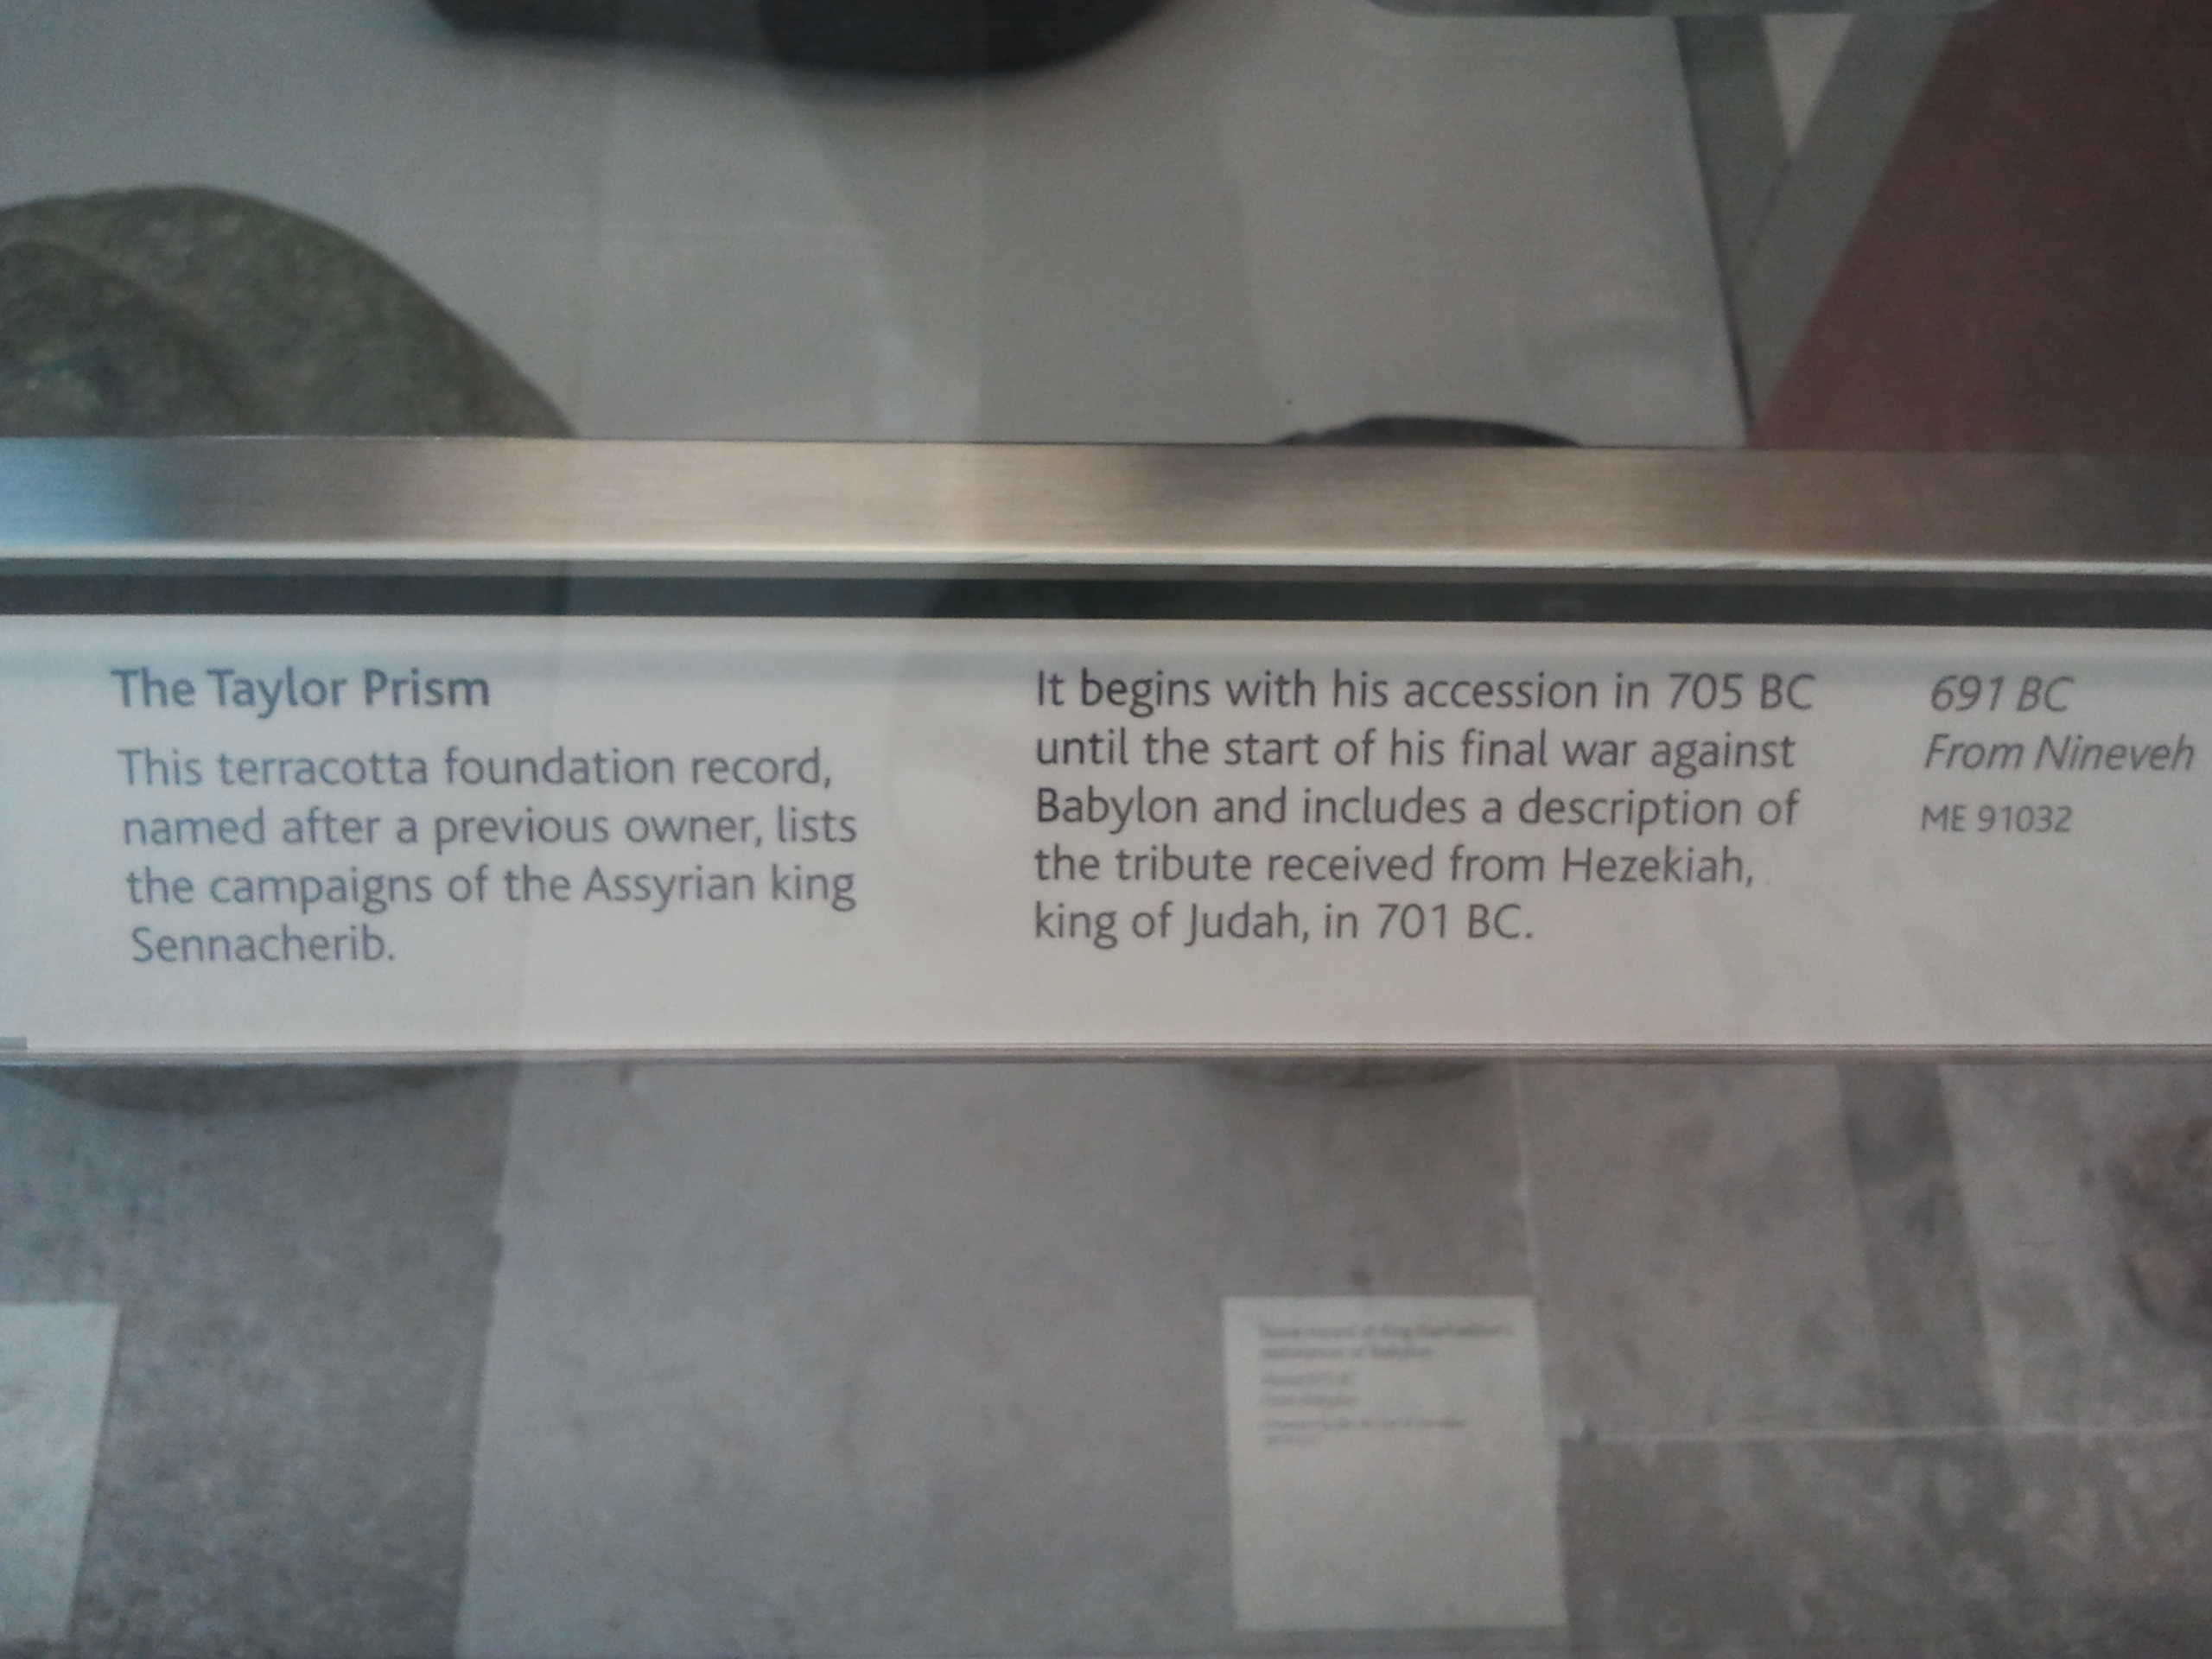 The Taylor Prism
This terracotta foundation record,
named after a previous owner, lists
the campaigns of the Assyrian king
Sennacherib.
It begins with his accession in 705 BC
until the start of his final war against
Babylon and includes a description of
the tribute received from Hezekiah,
king of Judah, in 701 BC.
691 BC
From Nineveh
ME 91032